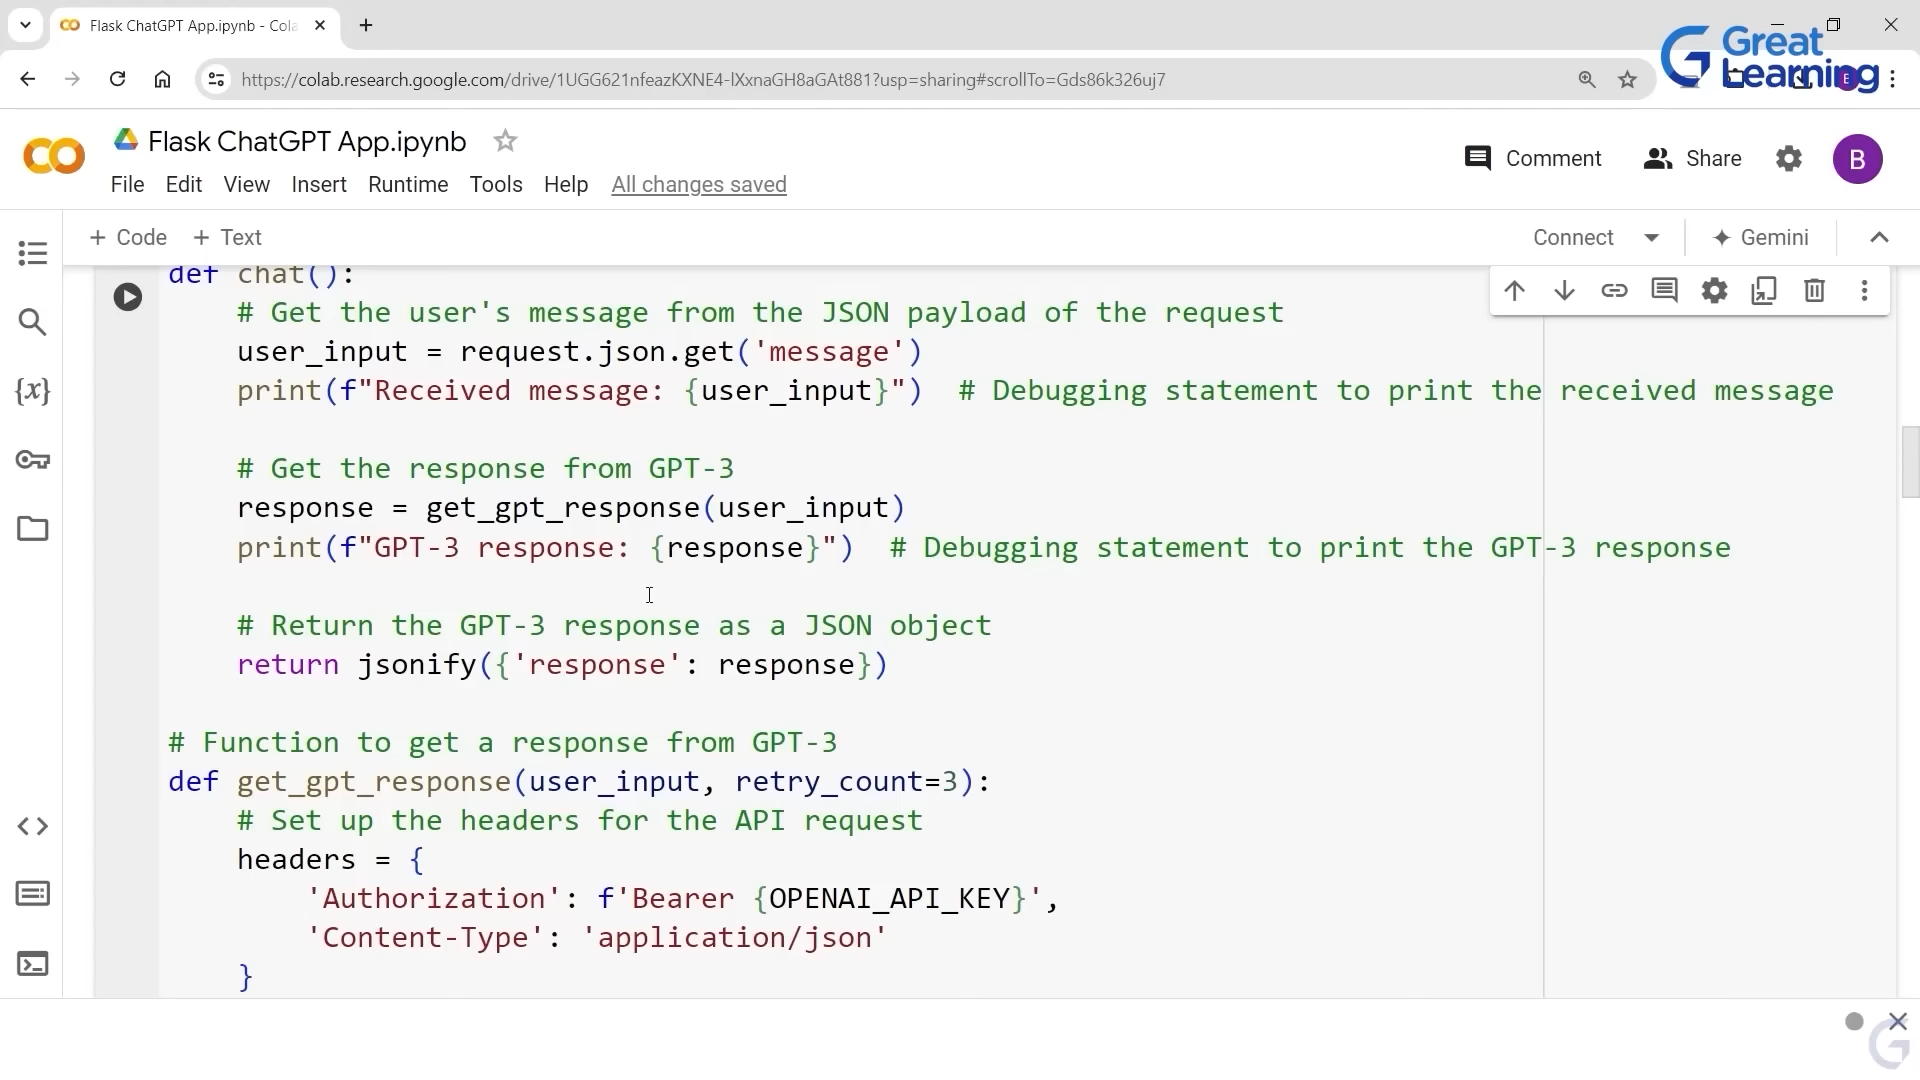 Flask ChatGPT App.ipynb - Cola
https://colab.research.google.com/drive/1UGG621nfeazKXNE4-lXxnaGH8aGAt881?usp=sharing#scrollTo=Gds86k326uj7
Great Learning
E
Flask ChatGPT App.ipynb
File Edit View Insert Runtime Tools Help All changes saved
Comment Share B
+ Code + Text
Connect Gemini
def chat():
# Get the user's message from the JSON payload of the request
user_input = request.json.get('message')
print(f"Received message: {user_input}")  # Debugging statement to print the received message
# Get the response from GPT-3
response = get_gpt_response(user_input)
print(f"GPT-3 response: {response}")  # Debugging statement to print the GPT-3 response
# Return the GPT-3 response as a JSON object
return jsonify({'response': response})
# Function to get a response from GPT-3
def get_gpt_response(user_input, retry_count=3):
# Set up the headers for the API request
headers = {
'Authorization': f'Bearer {OPENAI_API_KEY}',
'Content-Type': 'application/json'
}